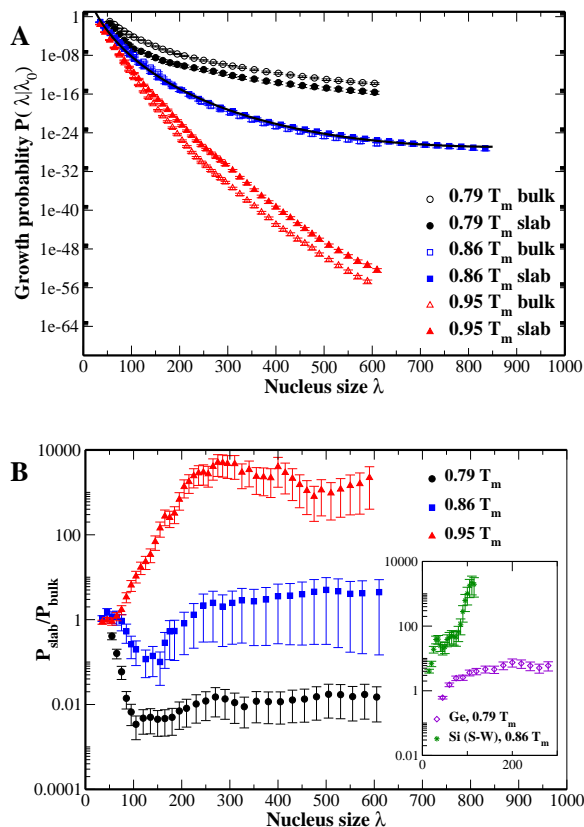 A
Growth probablity P( λ|λ0)
1
1e-08
1e-16
1e-24
1e-32
1e-40
1e-48
1e-56
1e-64
0.79 Tm bulk
0.79 Tm slab
0.86 Tm bulk
0.86 Tm slab
0.95 Tm bulk
0.95 Tm slab
0 100 200 300 400 500 600 700 800 900 1000
Nucleus size λ
B
Pslab/Pbulk
10000
100
1
0.01
0.0001
0.79 Tm
0.86 Tm
0.95 Tm
10000
100
10
1
0.01
Ge, 0.79 Tm
Si (S-W), 0.86 Tm
0 200
0 100 200 300 400 500 600 700 800 900 1000
Nucleus size λ